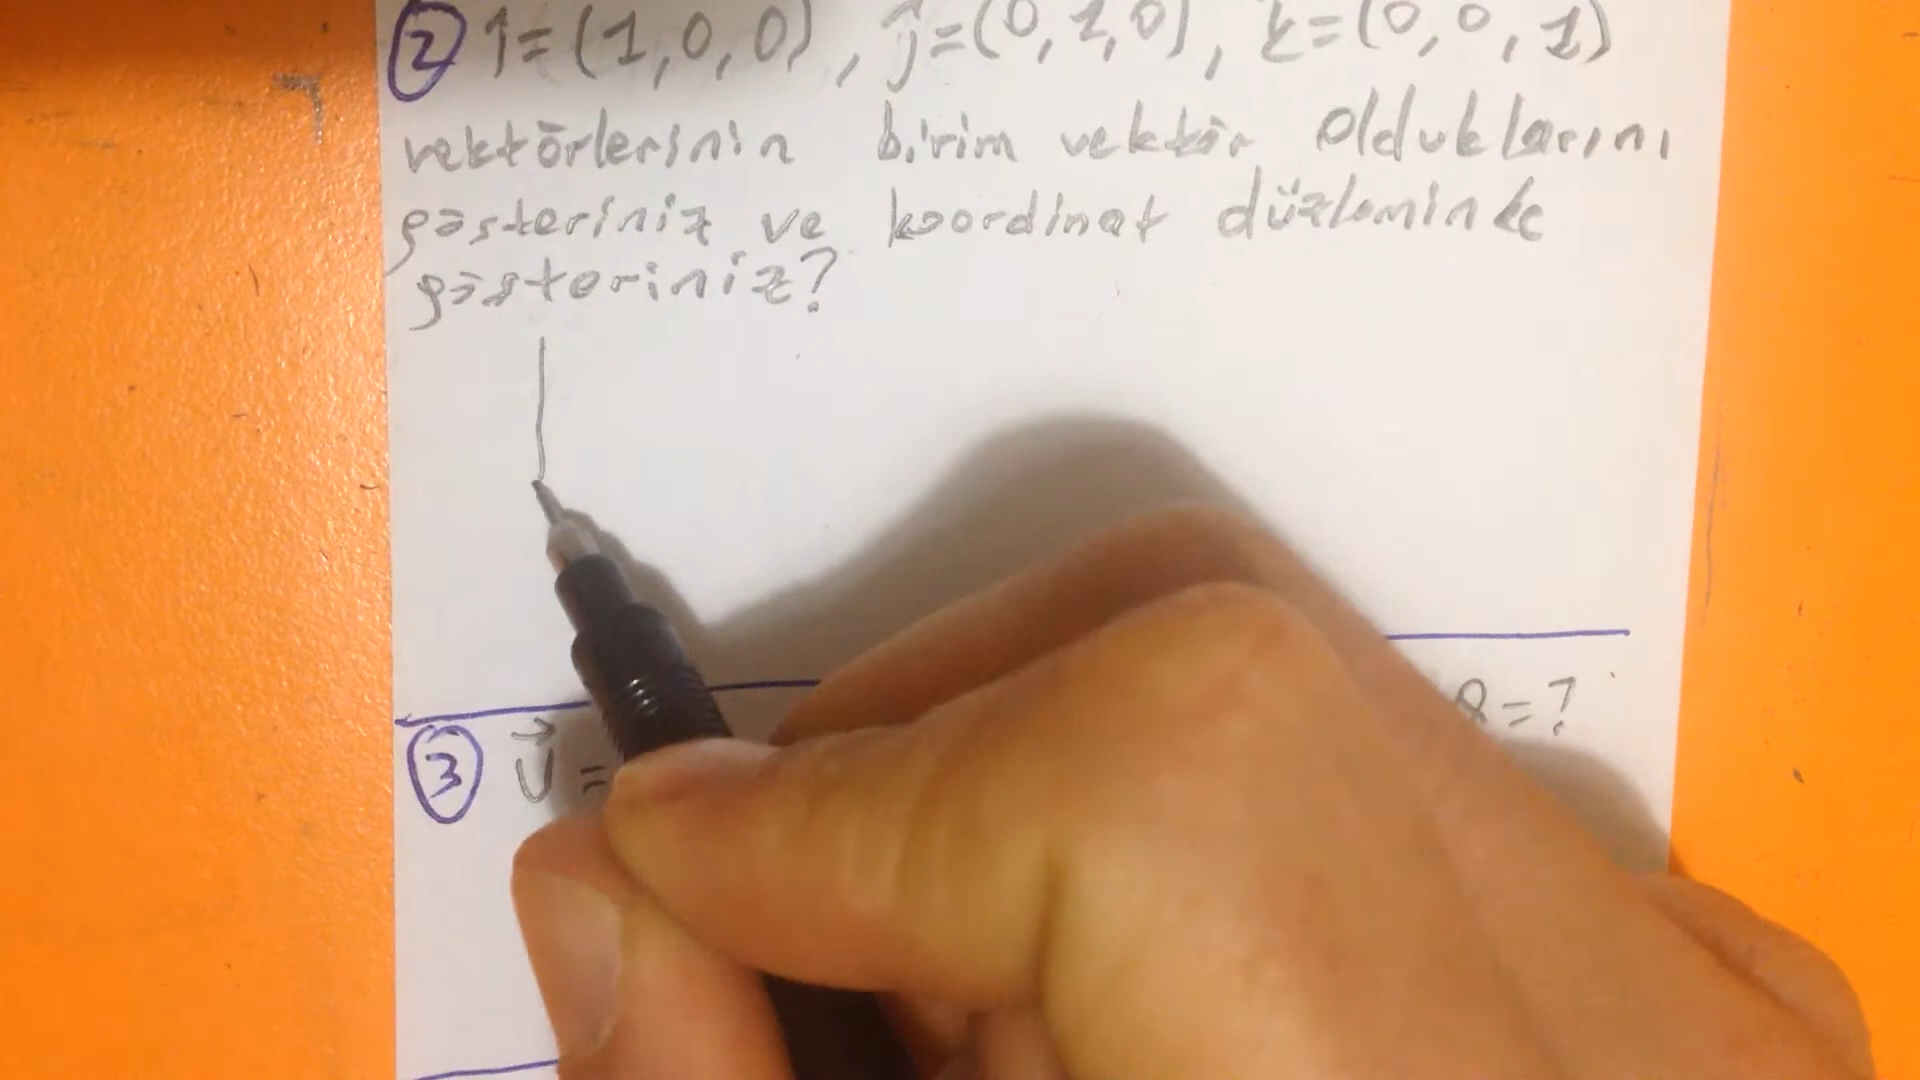 2 î=(1,0,0), ĵ=(0,1,0), k=(0,0,1)
vektörlerinin birim vektör olduklarını
gösteriniz ve koordinat düzleminde
gösteriniz?
3 U⃗ = =?